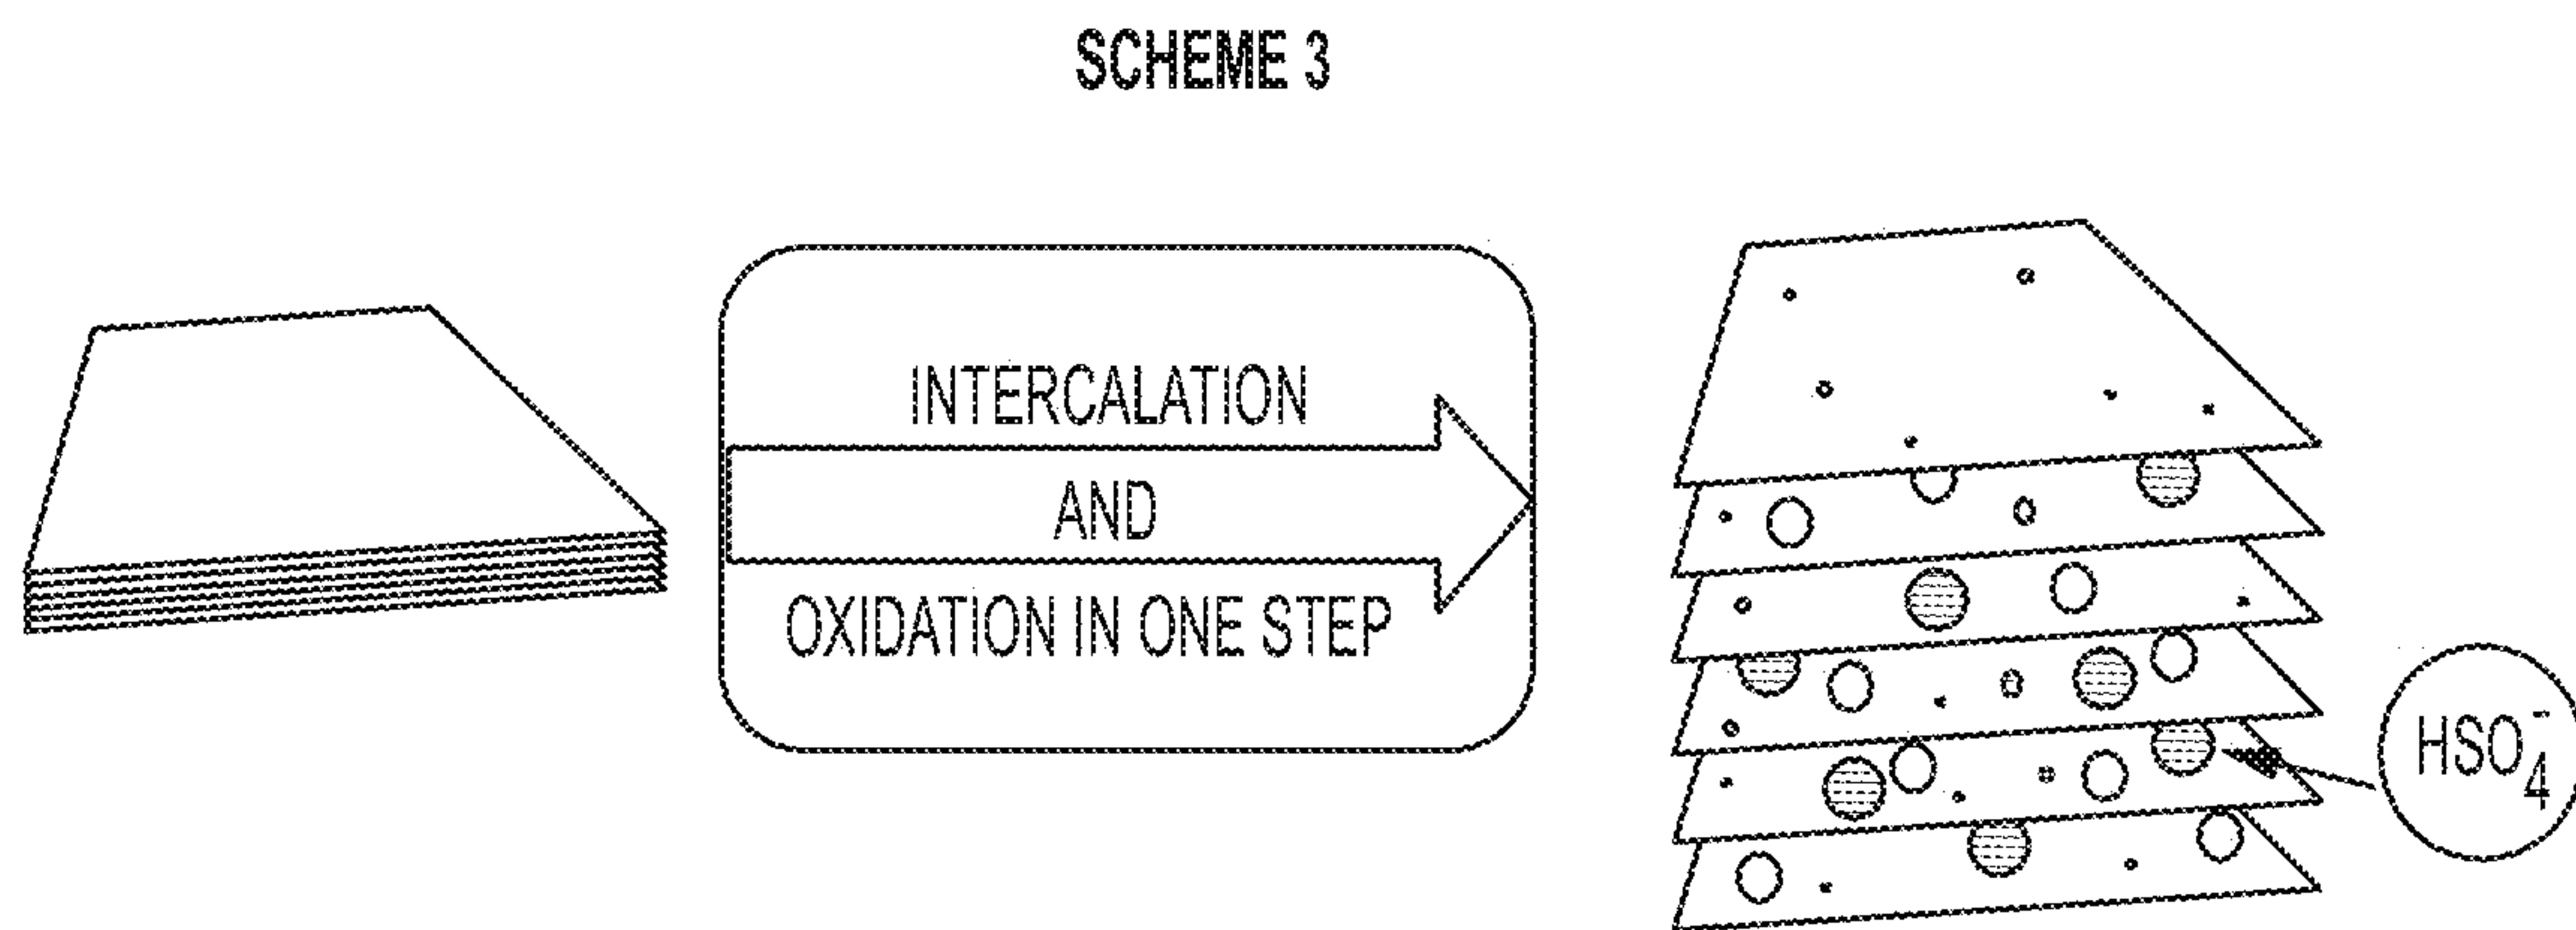 SCHEME 3
INTERCALATION
AND
OXIDATION IN ONE STEP
HSO₄⁻